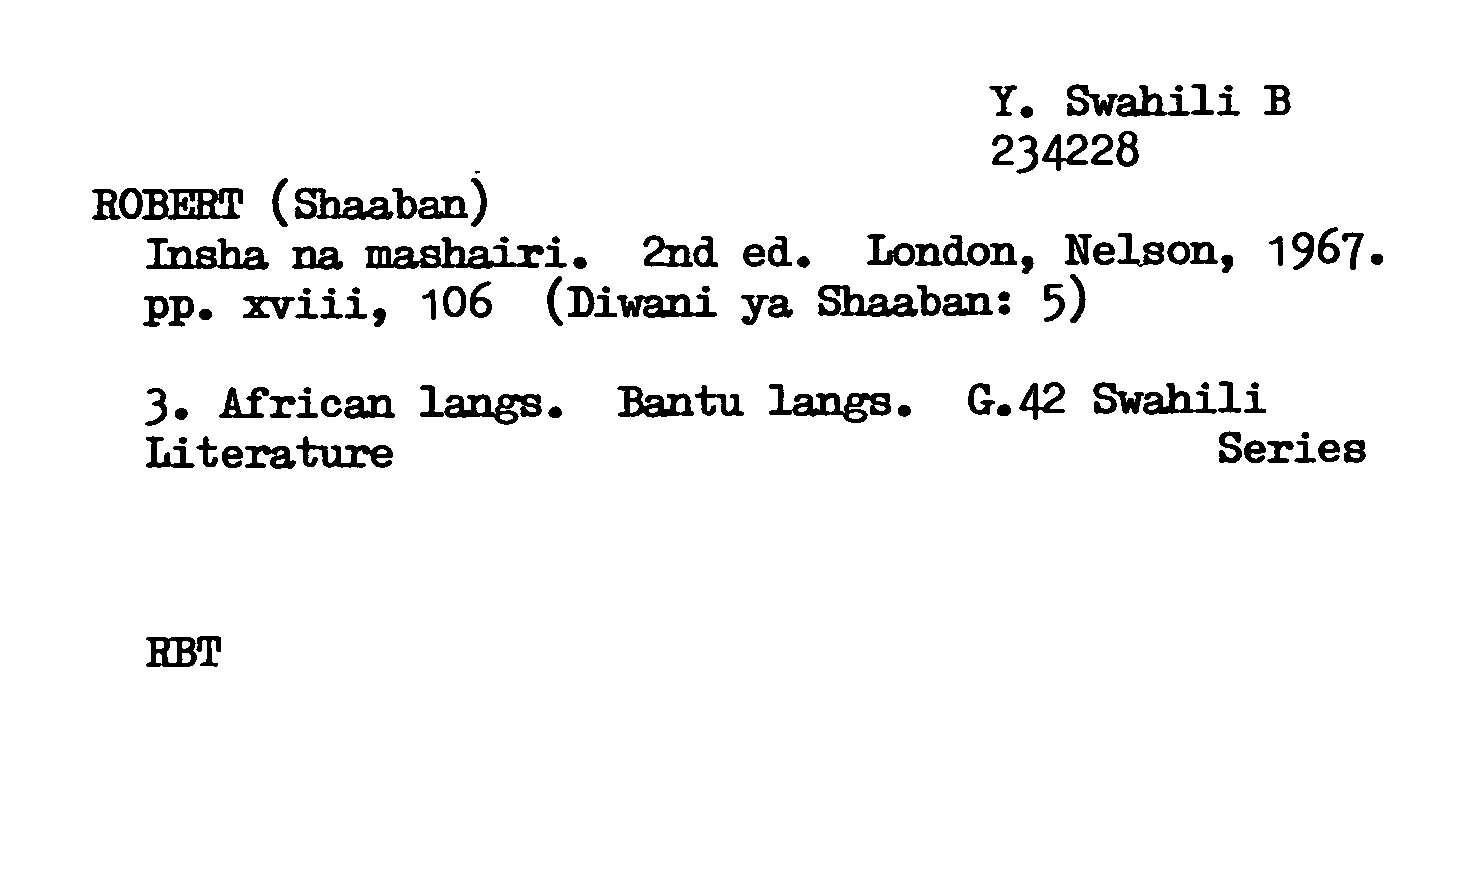 Y. Swahili B
234228
ROBERT (Shaaban)
Insha na mashairi. 2nd ed. London, Nelson, 1967.
pp. xviii, 106 (Diwani ya Shaaban: 5)
3. African langs. Bantu langs. G.42 Swahili
Literature Series
RBT